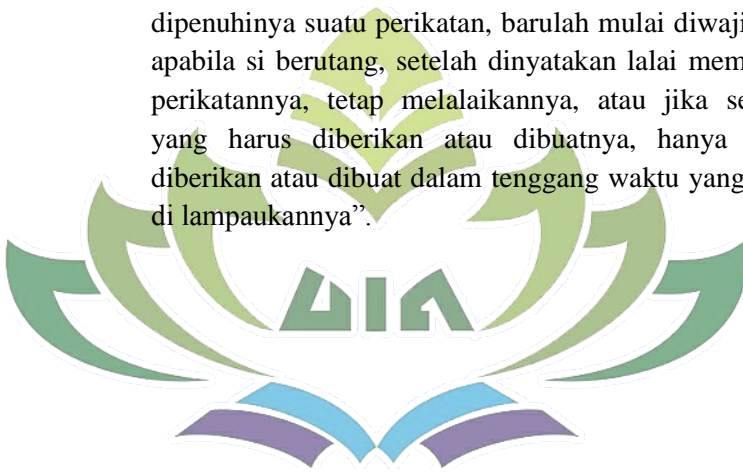 dipenuhinya suatu perikatan, barulah mulai diwaji
apabila si berutang, setelah dinyatakan lalai mem
perikatannya, tetap melalaikannya, atau jika se
yang harus diberikan atau dibuatnya, hanya
diberikan atau dibuat dalam tenggang waktu yang
di lampaukannya”.
UIN